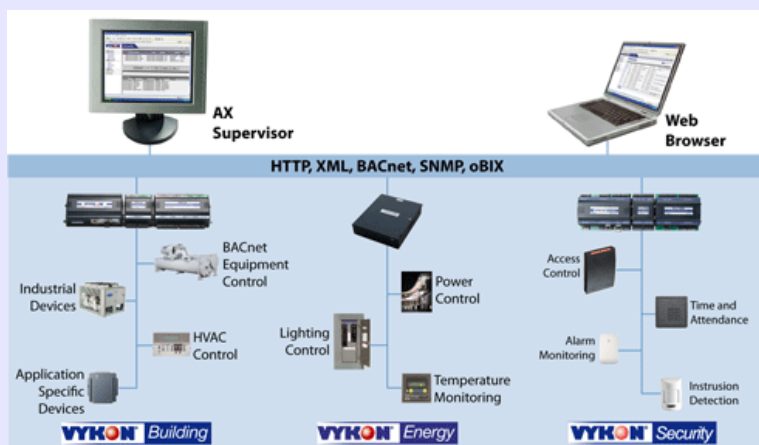 AX
Supervisor
Web
Browser
HTTP, XML, BACnet, SNMP, oBIX
BACnet
Equipment
Control
Industrial
Devices
HVAC
Control
Application
Specific
Devices
VYKON Building
Power
Control
Lighting
Control
Temperature
Monitoring
VYKON Energy
Access
Control
Time and
Attendance
Alarm
Monitoring
Instrusion
Detection
VYKON Security